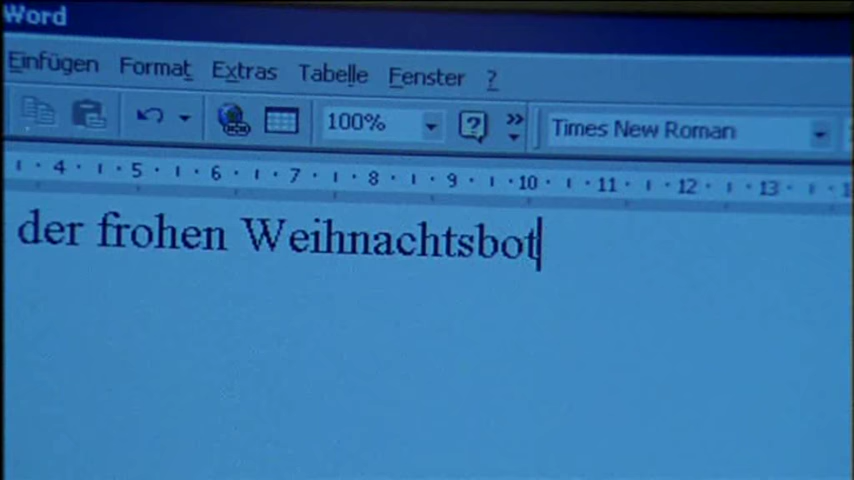 Word
Einfügen Format Extras Tabelle Fenster ?
100% ? » Times New Roman
4 5 6 7 8 9 10 11 12 13
der frohen Weihnachtsbot